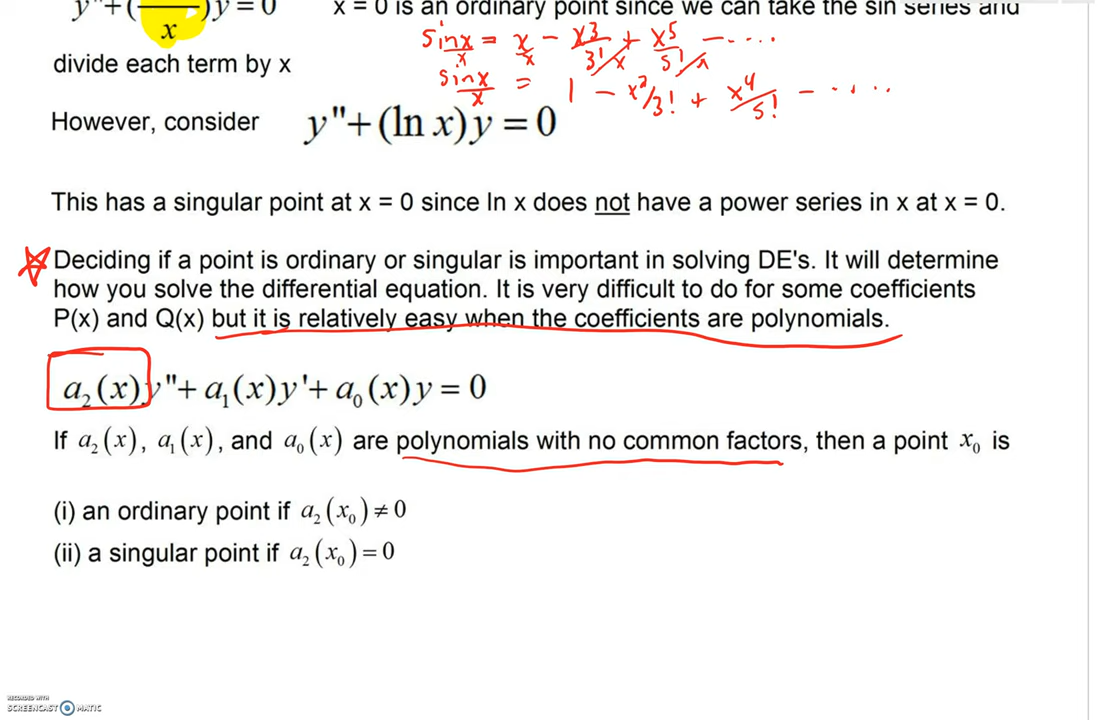 y"+( )y=0 x = 0 is an ordinary point since we can take the sin series and
x
sinx/x = x/x − x3/3!x + x5/5!x − ....
divide each term by x
sinx/x = 1 − x²/3! + x⁴/5! − .....
However, consider y"+(ln x)y = 0
This has a singular point at x = 0 since ln x does not have a power series in x at x = 0.
Deciding if a point is ordinary or singular is important in solving DE's. It will determine
how you solve the differential equation. It is very difficult to do for some coefficients
P(x) and Q(x) but it is relatively easy when the coefficients are polynomials.
a₂(x)y"+ a₁(x)y'+ a₀(x)y = 0
If a₂(x), a₁(x), and a₀(x) are polynomials with no common factors, then a point x₀ is
(i) an ordinary point if a₂(x₀) ≠ 0
(ii) a singular point if a₂(x₀) = 0
RECORDED WITH
SCREENCAST MATIC